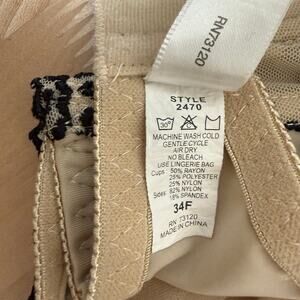 RN73120
STYLE
2470
30°
MACHINE WASH COLD
GENTLE CYCLE
AIR DRY
NO BLEACH
USE LINGERIE BAG
Cups: 50% RAYON
25% POLYESTER
25% NYLON
Sides: 82% NYLON
18% SPANDEX
34F
RN 73120
MADE IN CHINA